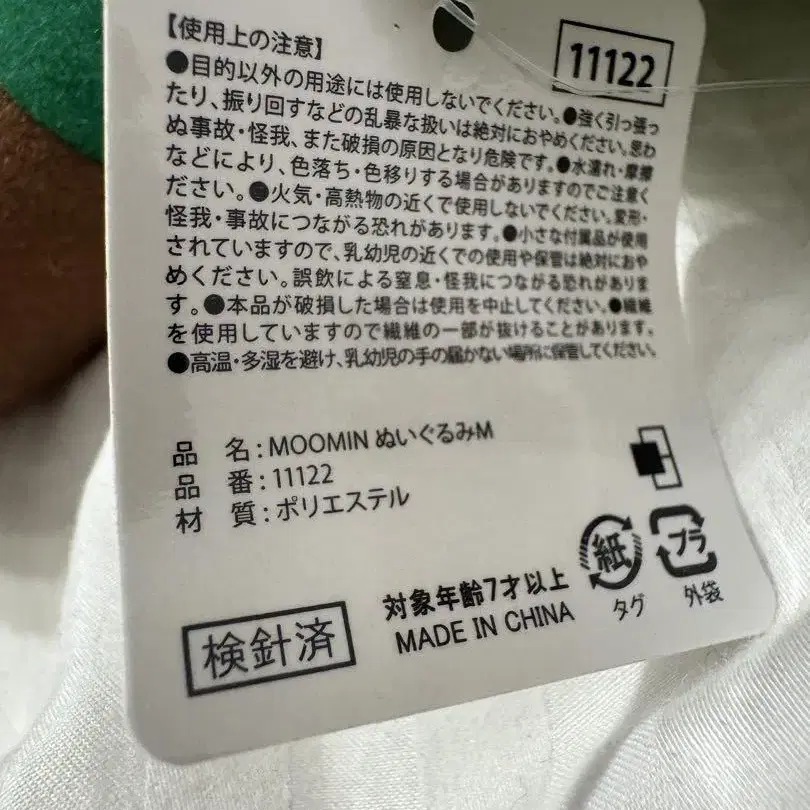 【使用上の注意】
11122
●目的以外の用途には使用しないでください。●強く引っ張っ
たり、振り回すなどの乱暴な扱いは絶対におやめください。思わ
ぬ事故・怪我、また破損の原因となり危険です。●水濡れ・摩擦
などにより、色落ち・色移りする場合がありますのでご注意く
ださい。●火気・高熱物の近くで使用しないでください。変形・
怪我・事故につながる恐れがあります。●小さな付属品が使用
されていますので、乳幼児の近くでの使用や保管は絶対におや
めください。誤飲による窒息・怪我につながる恐れがありま
す。●本品が破損した場合は使用を中止してください。●繊維
を使用していますので繊維の一部が抜けることがあります。
●高温・多湿を避け、乳幼児の手の届かない場所に保管してください。
品 名:MOOMIN ぬいぐるみM
品 番:11122
材 質:ポリエステル
紙
プラ
タグ
外袋
対象年齢7才以上
MADE IN CHINA
検針済